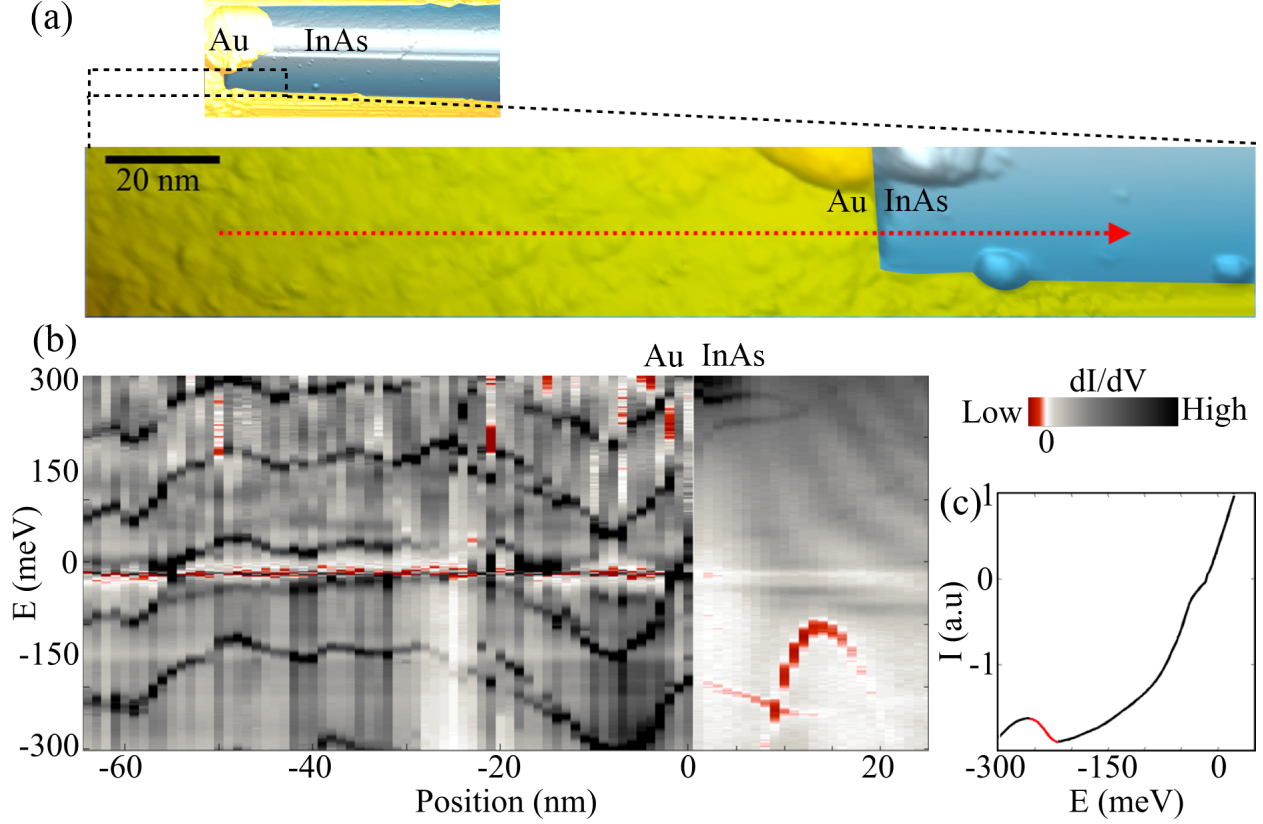 (a)
Au InAs
20 nm
Au InAs
(b)
Au InAs
300
150
0
-150
-300
E (meV)
-60 -40 -20 0 20
Position (nm)
dI/dV
Low High
0
(c)
1
0
-1
I (a.u)
-300 -150 0
E (meV)